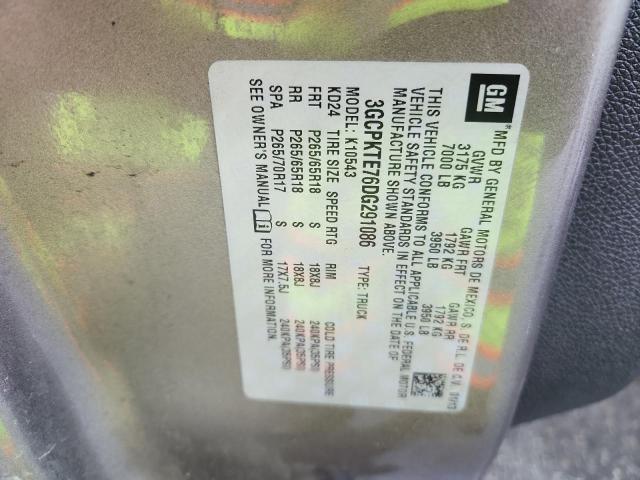 GM
MFD BY GENERAL MOTORS DE MEXICO, S. DE R.L. DE C.V. 01/13
GVWR GAWR FRT GAWR RR
3175 KG 1792 KG 1792 KG
7000 LB 3950 LB 3950 LB
THIS VEHICLE CONFORMS TO ALL APPLICABLE U.S. FEDERAL MOTOR
VEHICLE SAFETY STANDARDS IN EFFECT ON THE DATE OF
MANUFACTURE SHOWN ABOVE.
3GCPKTE76DG291086 TYPE: TRUCK
MODEL: K10543
KD24 TIRE SIZE SPEED RTG RIM COLD TIRE PRESSURE
FRT P265/65R18 S 18X8J 240KPA(35PSI)
RR P265/65R18 S 18X8J 240KPA(35PSI)
SPA P265/70R17 S 17X7.5J 240KPA(35PSI)
SEE OWNER'S MANUAL FOR MORE INFORMATION.